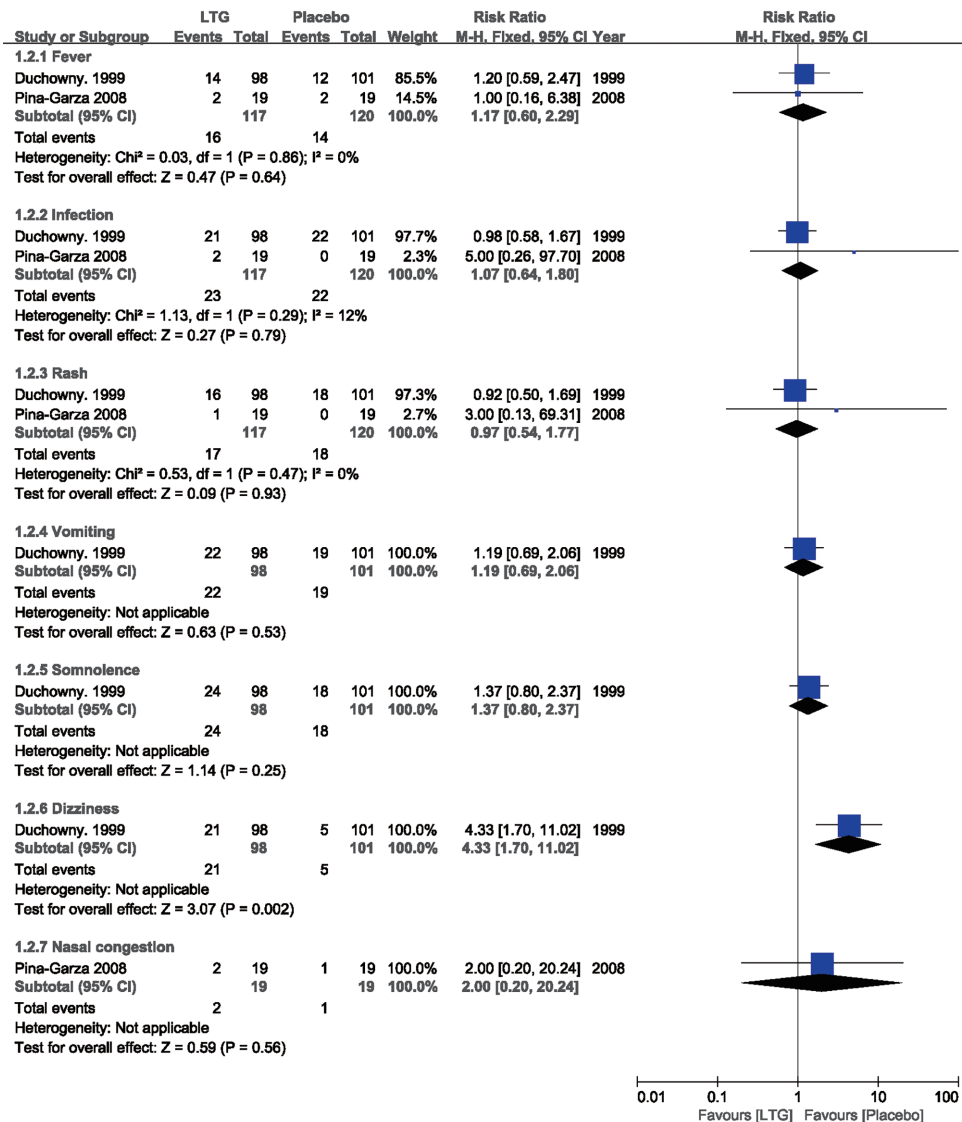 LTG Placebo Risk Ratio Risk Ratio
Study or Subgroup Events Total Events Total Weight M-H, Fixed, 95% CI Year M-H, Fixed, 95% CI
1.2.1 Fever
Duchowny. 1999 14 98 12 101 85.5% 1.20 [0.59, 2.47] 1999
Pina-Garza 2008 2 19 2 19 14.5% 1.00 [0.16, 6.38] 2008
Subtotal (95% CI) 117 120 100.0% 1.17 [0.60, 2.29]
Total events 16 14
Heterogeneity: Chi² = 0.03, df = 1 (P = 0.86); I² = 0%
Test for overall effect: Z = 0.47 (P = 0.64)
1.2.2 Infection
Duchowny. 1999 21 98 22 101 97.7% 0.98 [0.58, 1.67] 1999
Pina-Garza 2008 2 19 0 19 2.3% 5.00 [0.26, 97.70] 2008
Subtotal (95% CI) 117 120 100.0% 1.07 [0.64, 1.80]
Total events 23 22
Heterogeneity: Chi² = 1.13, df = 1 (P = 0.29); I² = 12%
Test for overall effect: Z = 0.27 (P = 0.79)
1.2.3 Rash
Duchowny. 1999 16 98 18 101 97.3% 0.92 [0.50, 1.69] 1999
Pina-Garza 2008 1 19 0 19 2.7% 3.00 [0.13, 69.31] 2008
Subtotal (95% CI) 117 120 100.0% 0.97 [0.54, 1.77]
Total events 17 18
Heterogeneity: Chi² = 0.53, df = 1 (P = 0.47); I² = 0%
Test for overall effect: Z = 0.09 (P = 0.93)
1.2.4 Vomiting
Duchowny. 1999 22 98 19 101 100.0% 1.19 [0.69, 2.06] 1999
Subtotal (95% CI) 98 101 100.0% 1.19 [0.69, 2.06]
Total events 22 19
Heterogeneity: Not applicable
Test for overall effect: Z = 0.63 (P = 0.53)
1.2.5 Somnolence
Duchowny. 1999 24 98 18 101 100.0% 1.37 [0.80, 2.37] 1999
Subtotal (95% CI) 98 101 100.0% 1.37 [0.80, 2.37]
Total events 24 18
Heterogeneity: Not applicable
Test for overall effect: Z = 1.14 (P = 0.25)
1.2.6 Dizziness
Duchowny. 1999 21 98 5 101 100.0% 4.33 [1.70, 11.02] 1999
Subtotal (95% CI) 98 101 100.0% 4.33 [1.70, 11.02]
Total events 21 5
Heterogeneity: Not applicable
Test for overall effect: Z = 3.07 (P = 0.002)
1.2.7 Nasal congestion
Pina-Garza 2008 2 19 1 19 100.0% 2.00 [0.20, 20.24] 2008
Subtotal (95% CI) 19 19 100.0% 2.00 [0.20, 20.24]
Total events 2 1
Heterogeneity: Not applicable
Test for overall effect: Z = 0.59 (P = 0.56)
0.01 0.1 1 10 100
Favours [LTG] Favours [Placebo]